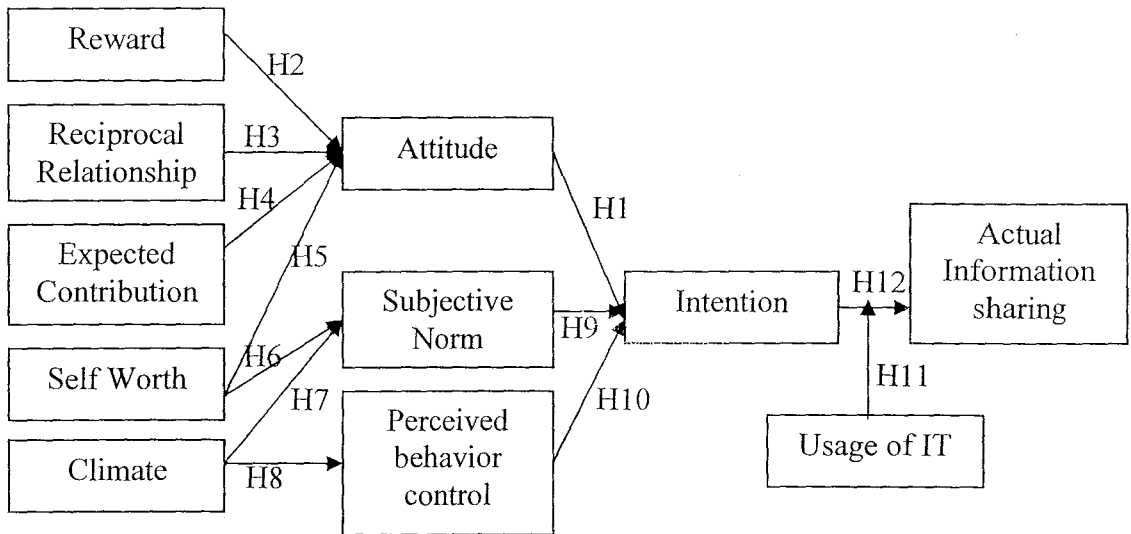 Reward
H2
Reciprocal
Relationship
H3
Attitude
H4
H1
Expected
Contribution
H5
Actual
Information
sharing
Subjective
Norm
H9
Intention
H12
Self Worth
H6
H7
H10
H11
Climate
H8
Perceived
behavior
control
Usage of IT